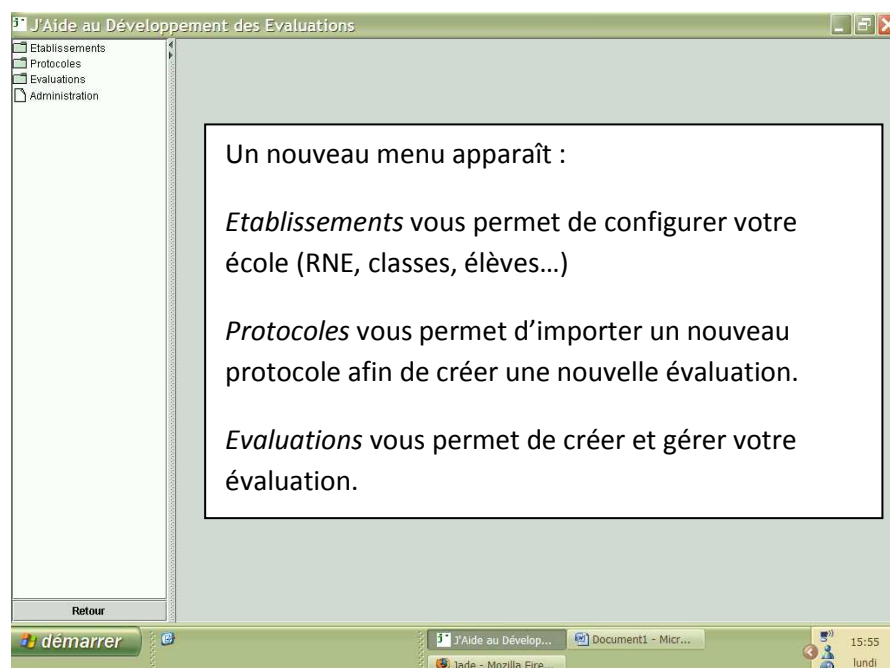 J'Aide au Développement des Evaluations
Etablissements
Protocoles
Evaluations
Administration
Un nouveau menu apparaît :
Etablissements vous permet de configurer votre
école (RNE, classes, élèves…)
Protocoles vous permet d’importer un nouveau
protocole afin de créer une nouvelle évaluation.
Evaluations vous permet de créer et gérer votre
évaluation.
Retour
démarrer
J'Aide au Dévelop...
Document1 - Micr...
15:55
Jade - Mozilla Fire...
lundi